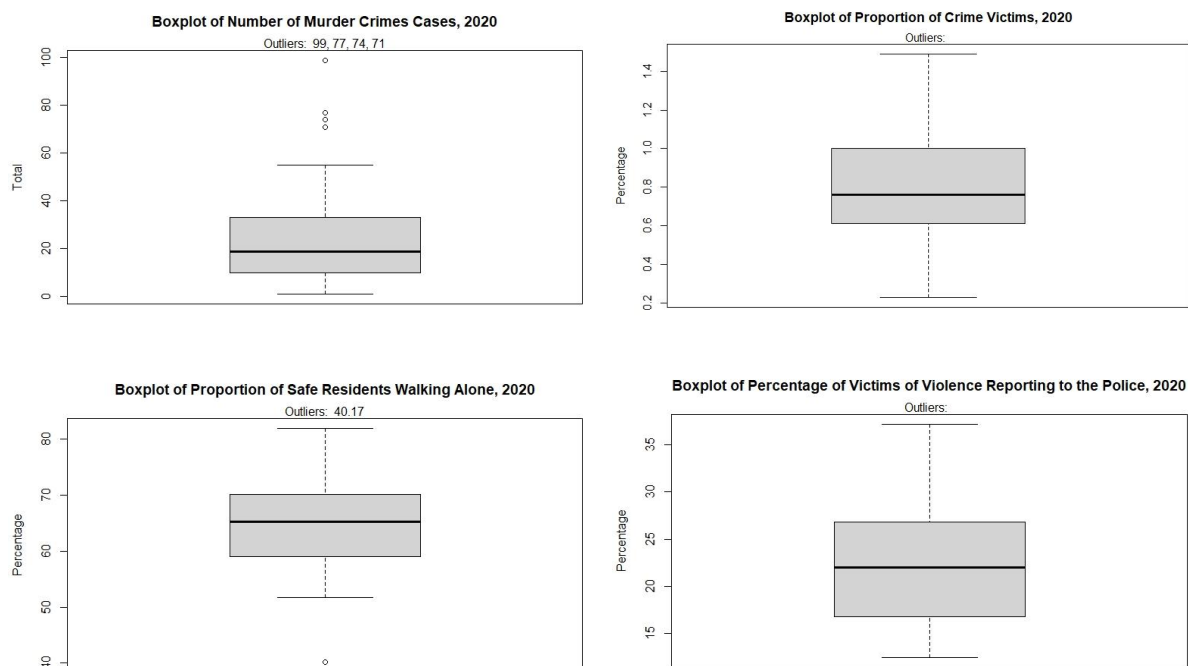 Boxplot of Number of Murder Crimes Cases, 2020
Outliers: 99, 77, 74, 71
Total
100
80
60
40
20
0
Boxplot of Proportion of Crime Victims, 2020
Outliers:
Percentage
1.4
1.2
1.0
0.8
0.6
0.4
0.2
Boxplot of Proportion of Safe Residents Walking Alone, 2020
Outliers: 40.17
Percentage
80
70
60
50
40
Boxplot of Percentage of Victims of Violence Reporting to the Police, 2020
Outliers:
Percentage
35
30
25
20
15